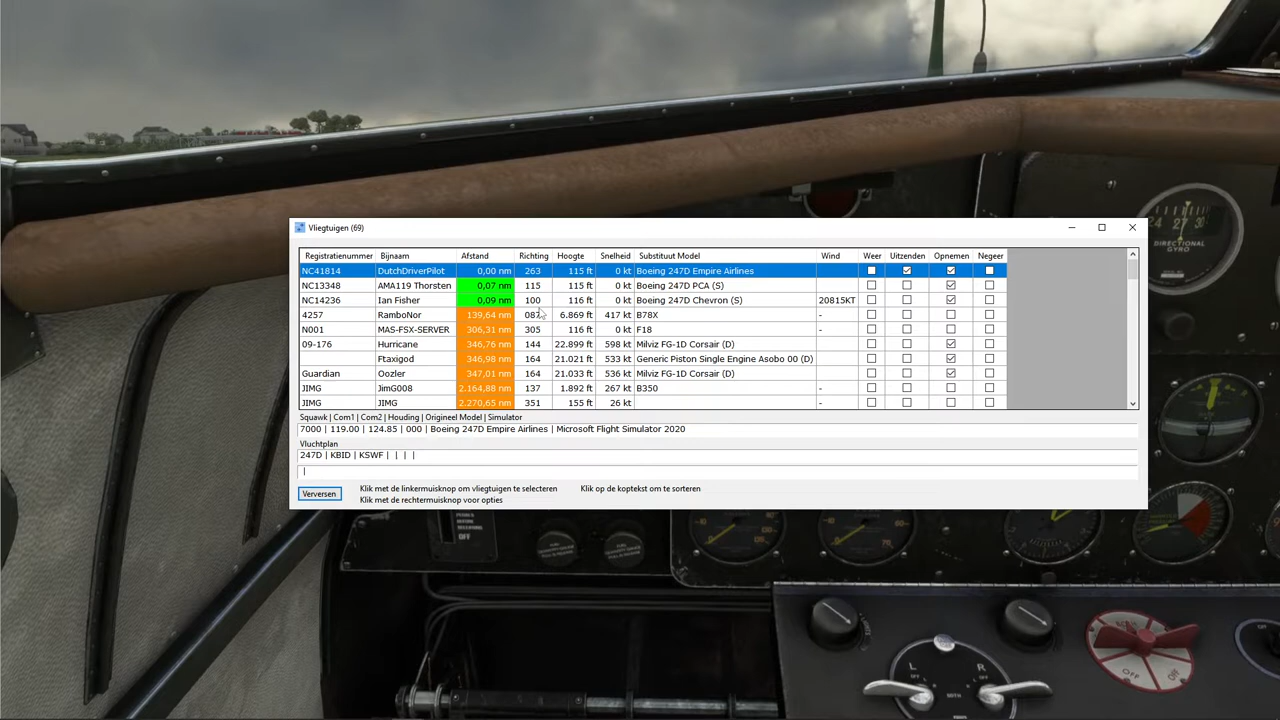 Vliegtuigen (69)
Registratienummer Bijnaam Afstand Richting Hoogte Snelheid Substituut Model Wind Weer Uitzenden Opnemen Negeer
NC41814 DutchDriverPilot 0,00 nm 263 115 ft 0 kt Boeing 247D Empire Airlines
NC13348 AMA119 Thorsten 0,07 nm 115 115 ft 0 kt Boeing 247D PCA (S)
NC14236 Ian Fisher 0,09 nm 100 116 ft 0 kt Boeing 247D Chevron (S) 20815KT
4257 RamboNor 139,64 nm 6.869 ft 417 kt B78X -
N001 MAS-FSX-SERVER 306,31 nm 305 116 ft 0 kt F18 -
09-176 Hurricane 346,76 nm 144 22.899 ft 598 kt Milviz FG-1D Corsair (D)
Ftaxigod 346,98 nm 164 21.021 ft 533 kt Generic Piston Single Engine Asobo 00 (D)
Guardian Oozler 347,01 nm 164 21.033 ft 536 kt Milviz FG-1D Corsair (D)
JIMG JimG008 2.164,88 nm 137 1.892 ft 267 kt B350 -
JIMG JIMG 2.270,65 nm 351 155 ft 26 kt -
Squawk | Com1 | Com2 | Houding | Origineel Model | Simulator
7000 | 119.00 | 124.85 | 000 | Boeing 247D Empire Airlines | Microsoft Flight Simulator 2020
Vluchtplan
247D | KBID | KSWF | | | |
|
Verversen
Klik met de linkermuisknop om vliegtuigen te selecteren
Klik met de rechtermuisknop voor opties
Klik op de koptekst om te sorteren
24 27 30
DIRECTIONAL
GYRO
OFF
L
R
OFF